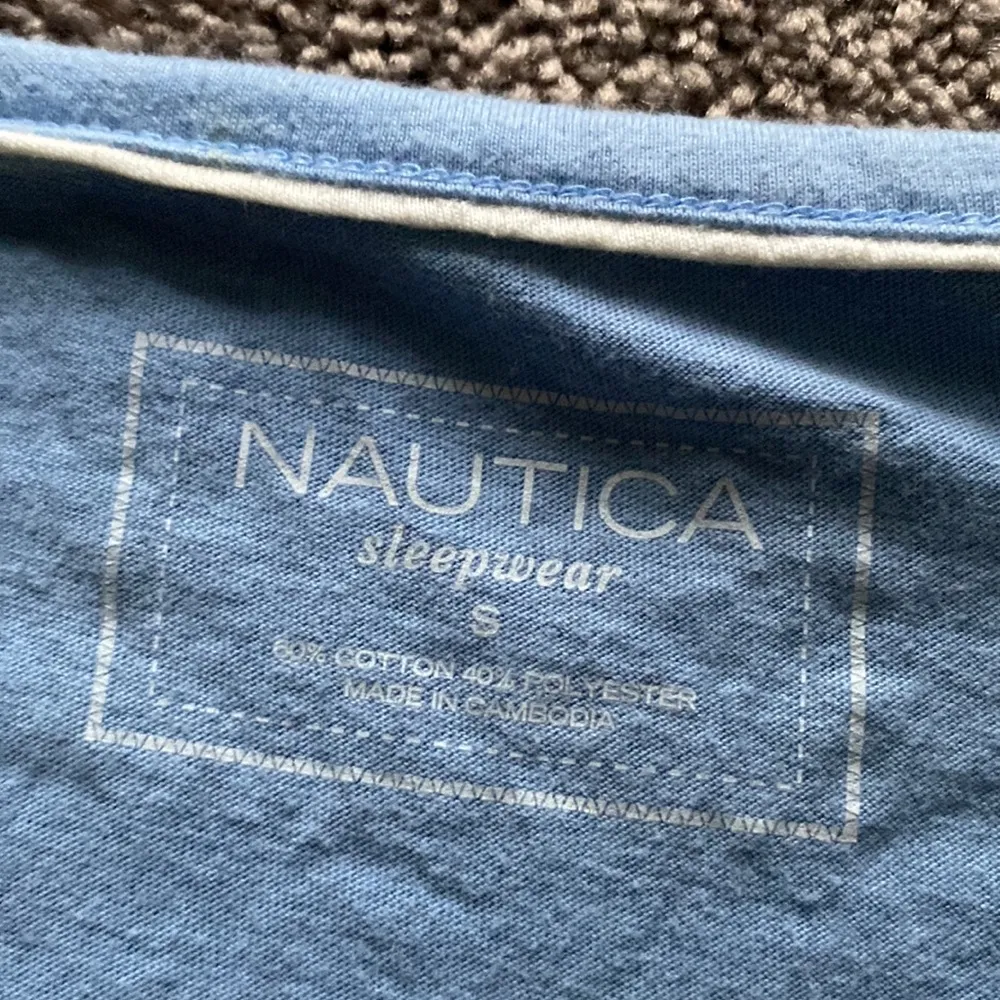 NAUTICA
sleepwear
S
60% COTTON 40% POLYESTER
MADE IN CAMBODIA